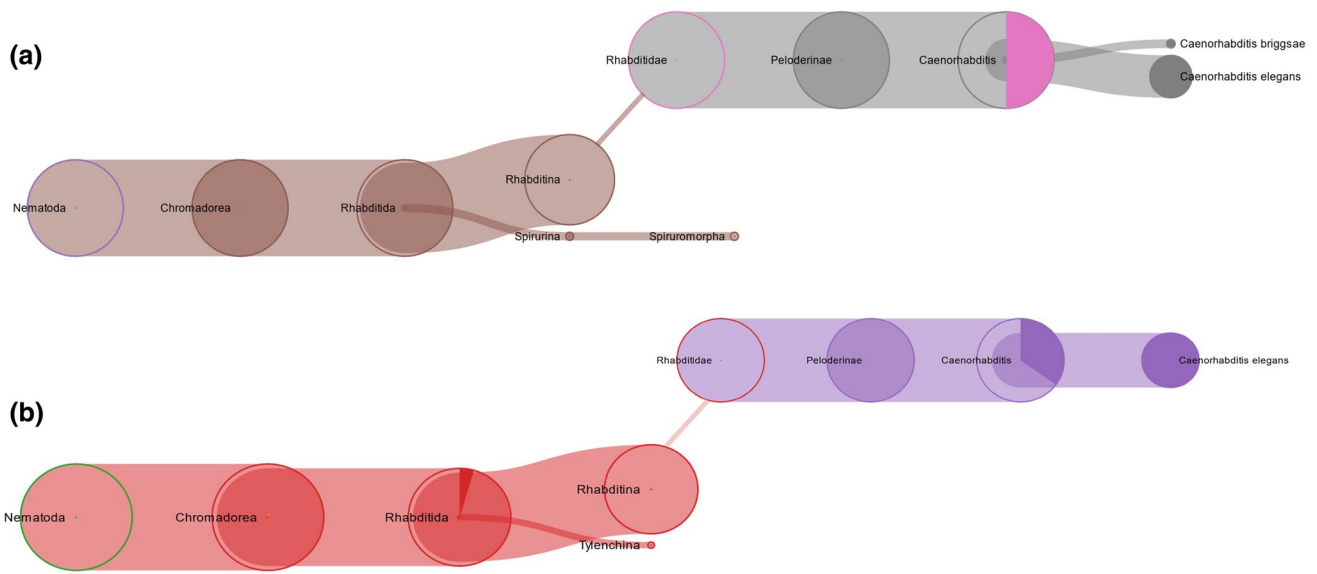 (a)
Rhabditidae
Peloderinae
Caenorhabditis
Caenorhabditis briggsae
Caenorhabditis elegans
Nematoda
Chromadorea
Rhabditida
Rhabditina
Spirurina
Spiruromorpha
(b)
Rhabditidae
Peloderinae
Caenorhabditis
Caenorhabditis elegans
Nematoda
Chromadorea
Rhabditida
Rhabditina
Tylenchina